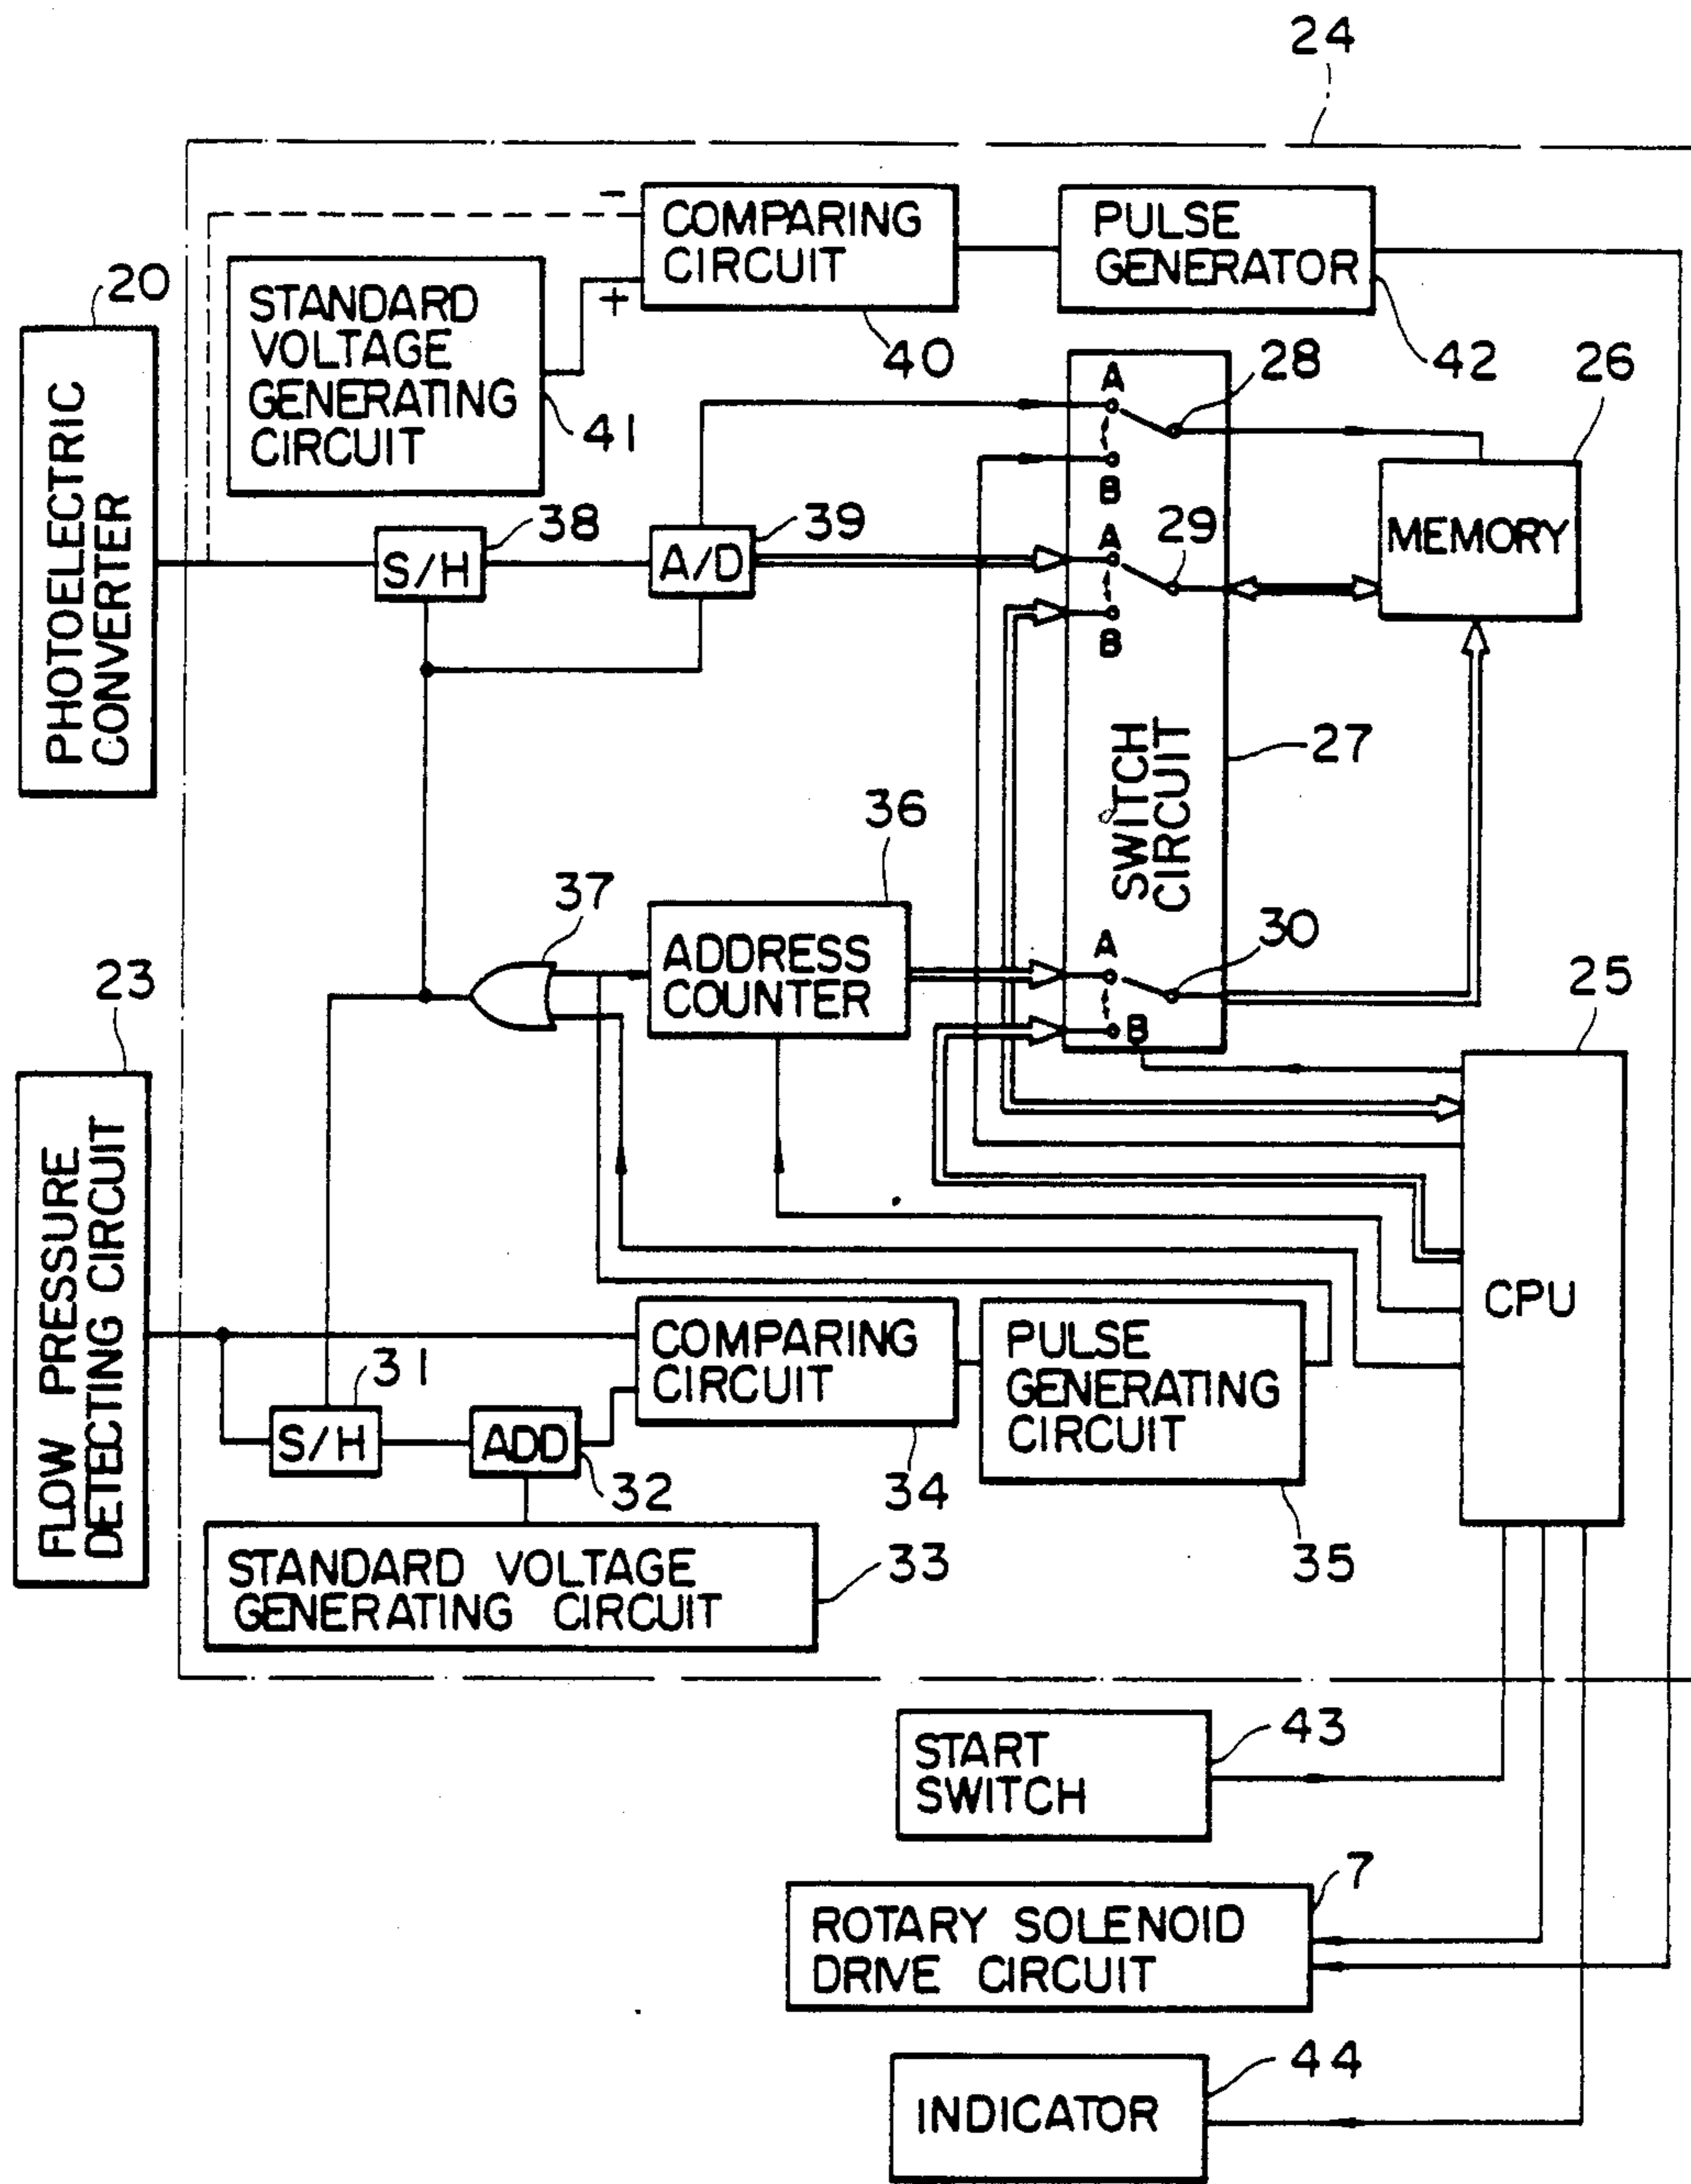 24
COMPARING
CIRCUIT
-
+
40
PULSE
GENERATOR
42
20
PHOTOELECTRIC
CONVERTER
STANDARD
VOLTAGE
GENERATING
CIRCUIT
41
S/H
38
A/D
39
A
B
28
A
B
29
SWITCH
CIRCUIT
27
A
B
30
26
MEMORY
36
ADDRESS
COUNTER
37
23
FLOW PRESSURE
DETECTING CIRCUIT
25
CPU
COMPARING
CIRCUIT
34
PULSE
GENERATING
CIRCUIT
35
31
S/H
ADD
32
STANDARD VOLTAGE
GENERATING CIRCUIT
33
START
SWITCH
43
ROTARY SOLENOID
DRIVE CIRCUIT
7
INDICATOR
44